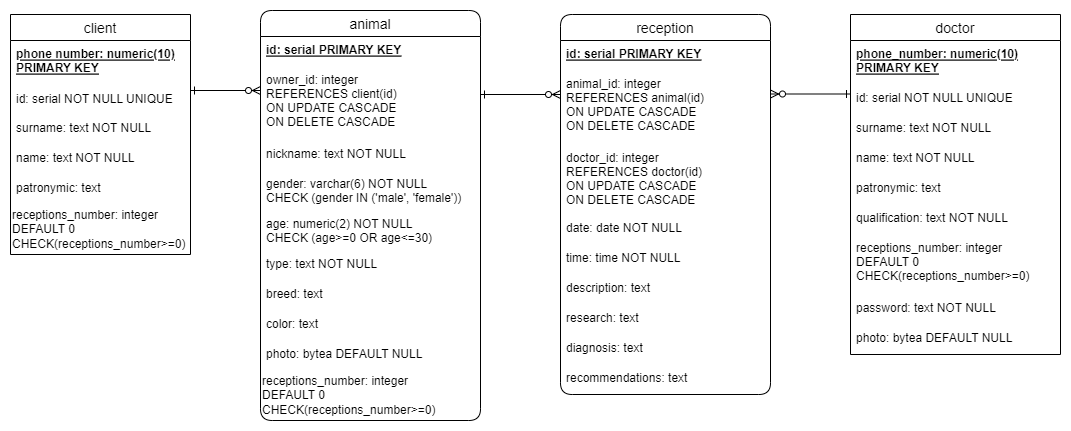 client
phone number: numeric(10)
PRIMARY KEY
id: serial NOT NULL UNIQUE
surname: text NOT NULL
name: text NOT NULL
patronymic: text
receptions_number: integer
DEFAULT 0
CHECK(receptions_number>=0)
animal
id: serial PRIMARY KEY
owner_id: integer
REFERENCES client(id)
ON UPDATE CASCADE
ON DELETE CASCADE
nickname: text NOT NULL
gender: varchar(6) NOT NULL
CHECK (gender IN ('male', 'female'))
age: numeric(2) NOT NULL
CHECK (age>=0 OR age<=30)
type: text NOT NULL
breed: text
color: text
photo: bytea DEFAULT NULL
receptions_number: integer
DEFAULT 0
CHECK(receptions_number>=0)
reception
id: serial PRIMARY KEY
animal_id: integer
REFERENCES animal(id)
ON UPDATE CASCADE
ON DELETE CASCADE
doctor_id: integer
REFERENCES doctor(id)
ON UPDATE CASCADE
ON DELETE CASCADE
date: date NOT NULL
time: time NOT NULL
description: text
research: text
diagnosis: text
recommendations: text
doctor
phone_number: numeric(10)
PRIMARY KEY
id: serial NOT NULL UNIQUE
surname: text NOT NULL
name: text NOT NULL
patronymic: text
qualification: text NOT NULL
receptions_number: integer
DEFAULT 0
CHECK(receptions_number>=0)
password: text NOT NULL
photo: bytea DEFAULT NULL